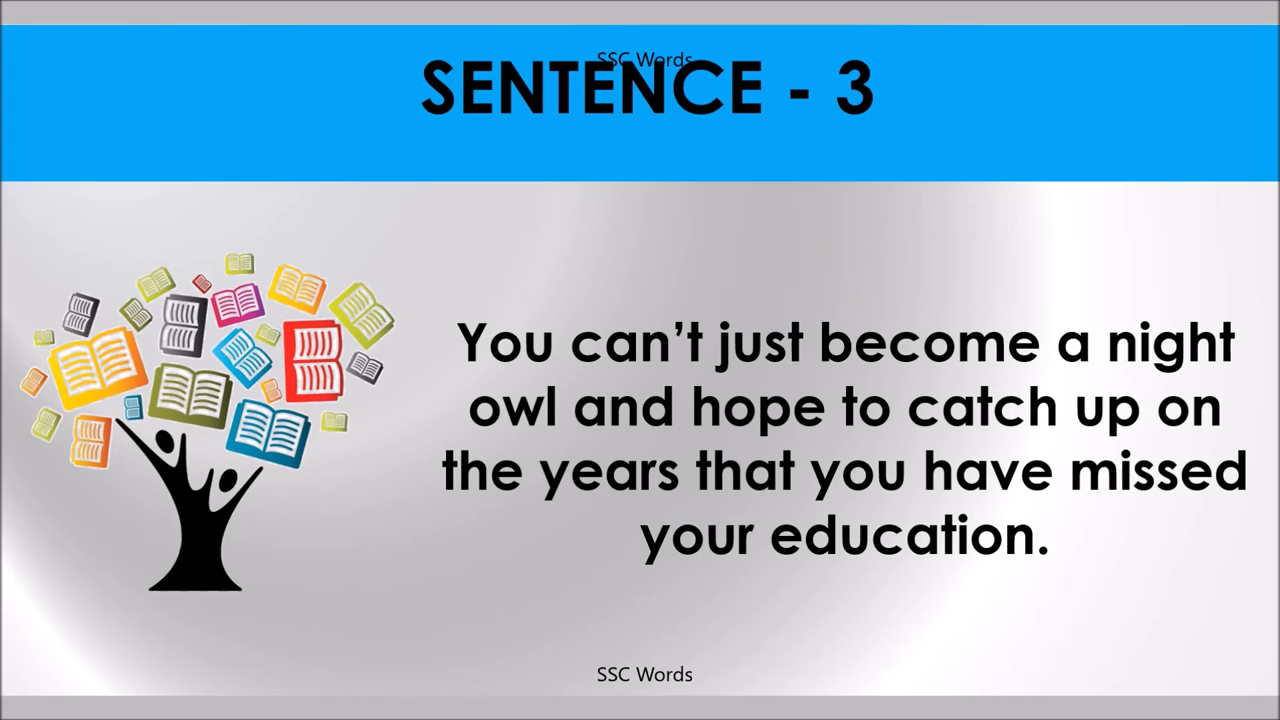 SSC Words
SENTENCE - 3
You can’t just become a night
owl and hope to catch up on
the years that you have missed
your education.
SSC Words